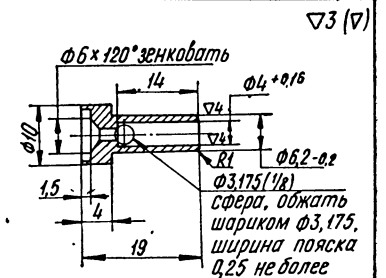 ▽3 (▽)
Ф6×120° зенковать
14
Ф4 +0,16
▽4
▽4
Ф10
R1
Ф6,2-0,2
1,5
4
19
Ф3,175 (1/8)
сфера, обжать
шариком Ф3,175,
ширина пояска
0,25 не более